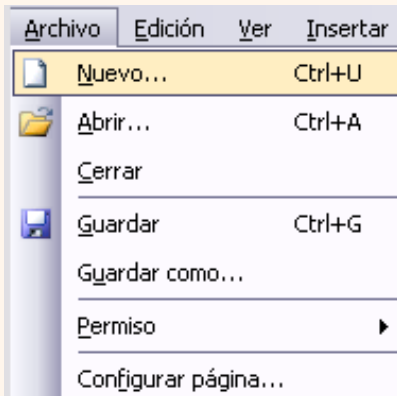 Archivo Edición Ver Insertar
Nuevo... Ctrl+U
Abrir... Ctrl+A
Cerrar
Guardar Ctrl+G
Guardar como...
Permiso
Configurar página...